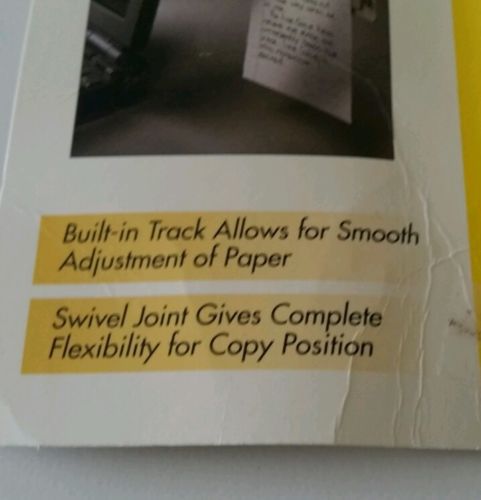 Built-in Track Allows for Smooth
Adjustment of Paper
Swivel Joint Gives Complete
Flexibility for Copy Position